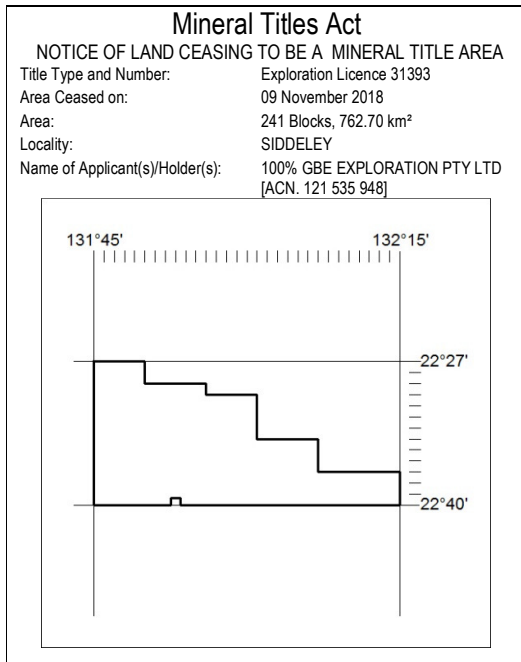 Mineral Titles Act
NOTICE OF LAND CEASING TO BE A MINERAL TITLE AREA
Title Type and Number: Exploration Licence 31393
Area Ceased on: 09 November 2018
Area: 241 Blocks, 762.70 km²
Locality: SIDDELEY
Name of Applicant(s)/Holder(s): 100% GBE EXPLORATION PTY LTD
[ACN. 121 535 948]
131°45' 132°15'
22°27'
22°40'